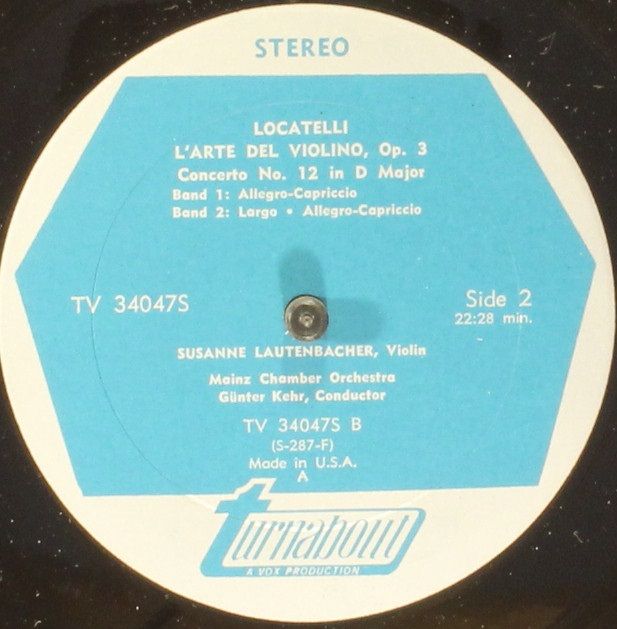 STEREO
LOCATELLI
L'ARTE DEL VIOLINO, Op. 3
Concerto No. 12 in D Major
Band 1: Allegro-Capriccio
Band 2: Largo • Allegro-Capriccio
TV 34047S
Side 2
22:28 min.
SUSANNE LAUTENBACHER, Violin
Mainz Chamber Orchestra
Günter Kehr, Conductor
TV 34047S B
(S-287-F)
Made in U.S.A.
A
turnabout
A VOX PRODUCTION